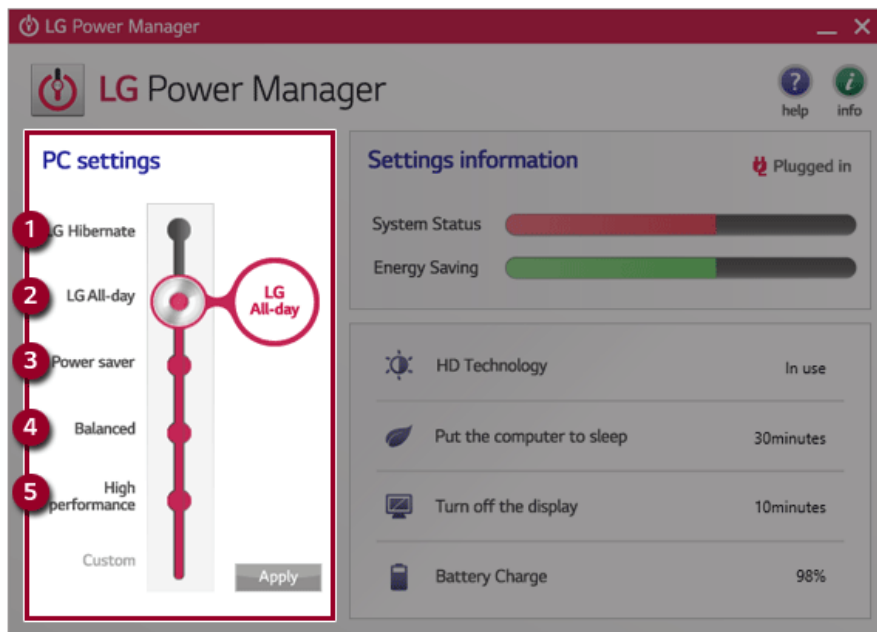 LG Power Manager
LG Power Manager
help
info
PC settings
1 LG Hibernate
2 LG All-day
LG
All-day
3 Power saver
4 Balanced
5 High
performance
Custom
Apply
Settings information
Plugged in
System Status
Energy Saving
HD Technology In use
Put the computer to sleep 30minutes
Turn off the display 10minutes
Battery Charge 98%